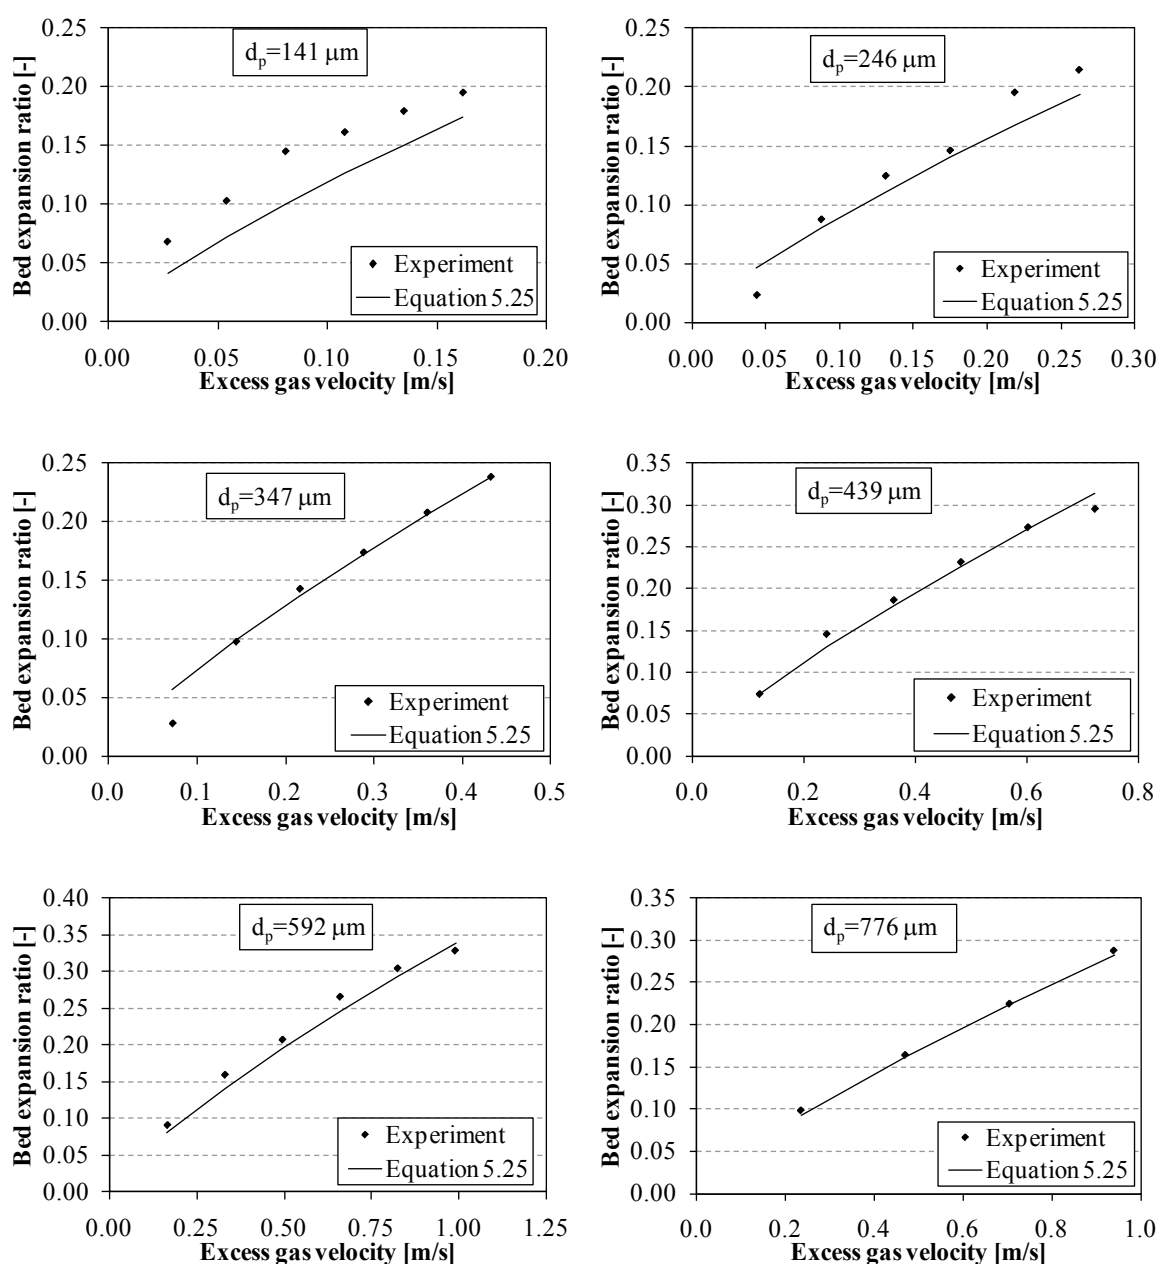 d_p=141 μm
Bed expansion ratio [-]
0.25
0.20
0.15
0.10
0.05
0.00
Experiment
Equation 5.25
0.00 0.05 0.10 0.15 0.20
Excess gas velocity [m/s]
d_p=246 μm
Bed expansion ratio [-]
0.25
0.20
0.15
0.10
0.05
0.00
Experiment
Equation 5.25
0.00 0.05 0.10 0.15 0.20 0.25 0.30
Excess gas velocity [m/s]
d_p=347 μm
Bed expansion ratio [-]
0.25
0.20
0.15
0.10
0.05
0.00
Experiment
Equation 5.25
0.0 0.1 0.2 0.3 0.4 0.5
Excess gas velocity [m/s]
d_p=439 μm
Bed expansion ratio [-]
0.35
0.30
0.25
0.20
0.15
0.10
0.05
0.00
Experiment
Equation 5.25
0.0 0.2 0.4 0.6 0.8
Excess gas velocity [m/s]
d_p=592 μm
Bed expansion ratio [-]
0.40
0.35
0.30
0.25
0.20
0.15
0.10
0.05
0.00
Experiment
Equation 5.25
0.00 0.25 0.50 0.75 1.00 1.25
Excess gas velocity [m/s]
d_p=776 μm
Bed expansion ratio [-]
0.35
0.30
0.25
0.20
0.15
0.10
0.05
0.00
Experiment
Equation 5.25
0.0 0.2 0.4 0.6 0.8 1.0
Excess gas velocity [m/s]